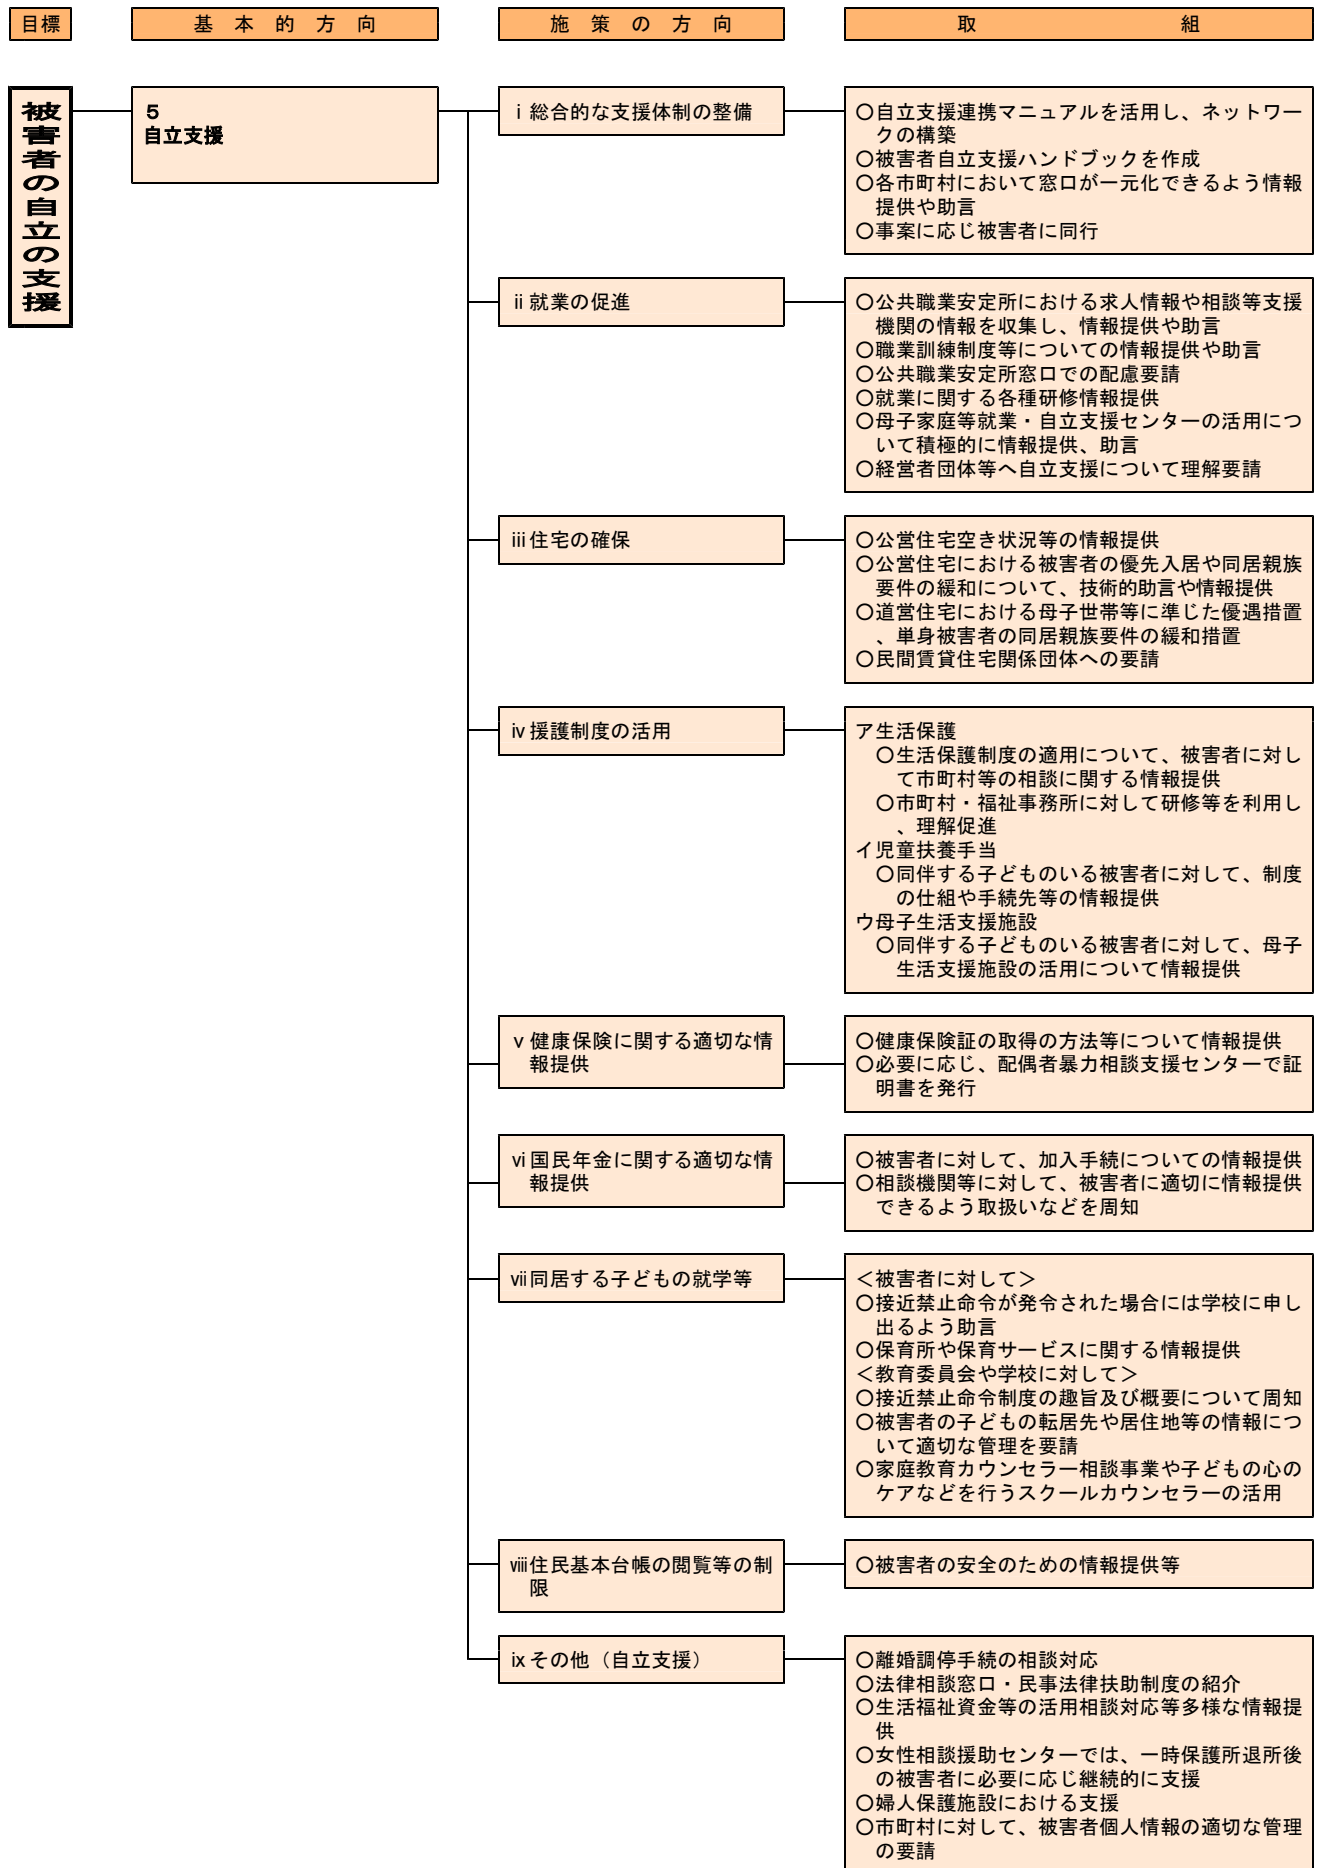 目標
基本的方向
施策の方向
取組
被害者の自立の支援
５
自立支援
ⅰ総合的な支援体制の整備
○自立支援連携マニュアルを活用し、ネットワー
クの構築
○被害者自立支援ハンドブックを作成
○各市町村において窓口が一元化できるよう情報
提供や助言
○事案に応じ被害者に同行
ⅱ就業の促進
○公共職業安定所における求人情報や相談等支援
機関の情報を収集し、情報提供や助言
○職業訓練制度等についての情報提供や助言
○公共職業安定所窓口での配慮要請
○就業に関する各種研修情報提供
○母子家庭等就業・自立支援センターの活用につ
いて積極的に情報提供、助言
○経営者団体等へ自立支援について理解要請
ⅲ住宅の確保
○公営住宅空き状況等の情報提供
○公営住宅における被害者の優先入居や同居親族
要件の緩和について、技術的助言や情報提供
○道営住宅における母子世帯等に準じた優遇措置
、単身被害者の同居親族要件の緩和措置
○民間賃貸住宅関係団体への要請
ⅳ援護制度の活用
ア生活保護
○生活保護制度の適用について、被害者に対し
て市町村等の相談に関する情報提供
○市町村・福祉事務所に対して研修等を利用し
、理解促進
イ児童扶養手当
○同伴する子どものいる被害者に対して、制度
の仕組や手続先等の情報提供
ウ母子生活支援施設
○同伴する子どものいる被害者に対して、母子
生活支援施設の活用について情報提供
ⅴ健康保険に関する適切な情
報提供
○健康保険証の取得の方法等について情報提供
○必要に応じ、配偶者暴力相談支援センターで証
明書を発行
ⅵ国民年金に関する適切な情
報提供
○被害者に対して、加入手続についての情報提供
○相談機関等に対して、被害者に適切に情報提供
できるよう取扱いなどを周知
ⅶ同居する子どもの就学等
＜被害者に対して＞
○接近禁止命令が発令された場合には学校に申し
出るよう助言
○保育所や保育サービスに関する情報提供
＜教育委員会や学校に対して＞
○接近禁止命令制度の趣旨及び概要について周知
○被害者の子どもの転居先や居住地等の情報につ
いて適切な管理を要請
○家庭教育カウンセラー相談事業や子どもの心の
ケアなどを行うスクールカウンセラーの活用
ⅷ住民基本台帳の閲覧等の制
限
○被害者の安全のための情報提供等
ⅸその他（自立支援）
○離婚調停手続の相談対応
○法律相談窓口・民事法律扶助制度の紹介
○生活福祉資金等の活用相談対応等多様な情報提
供
○女性相談援助センターでは、一時保護所退所後
の被害者に必要に応じ継続的に支援
○婦人保護施設における支援
○市町村に対して、被害者個人情報の適切な管理
の要請